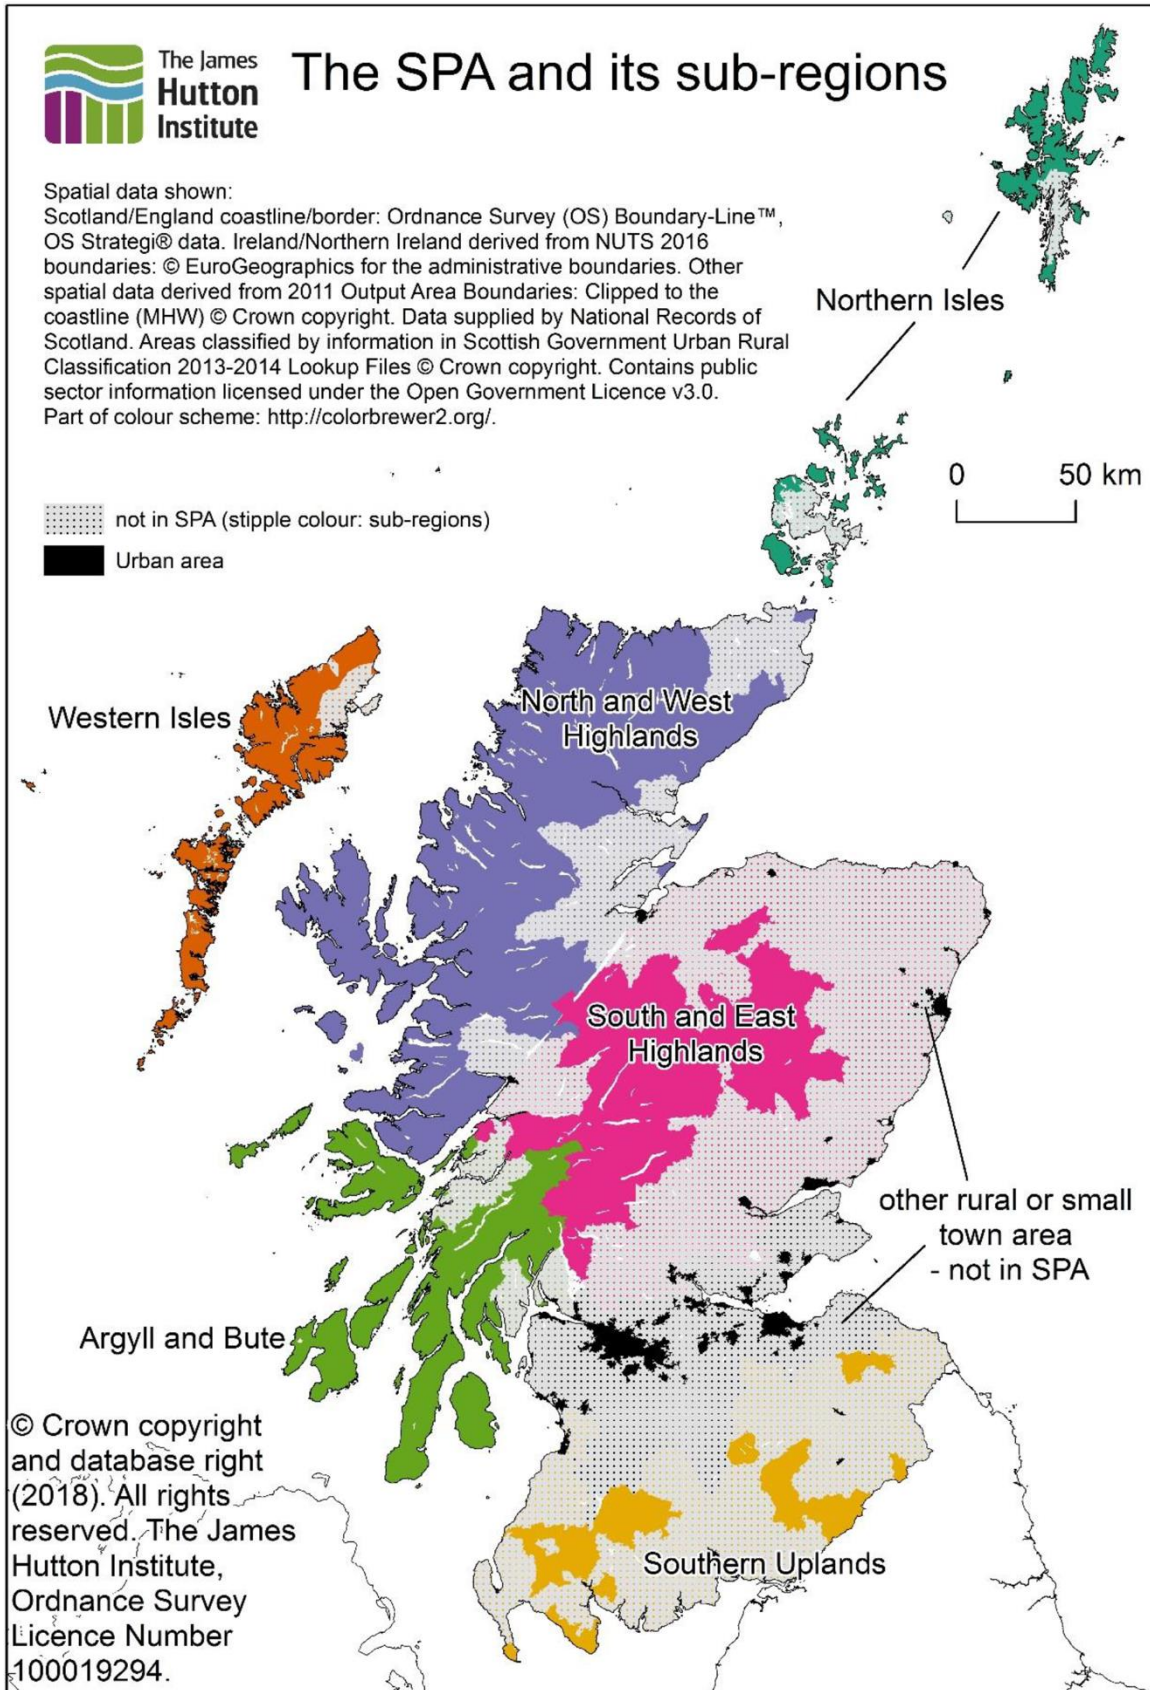 The James
Hutton
Institute
The SPA and its sub-regions
Spatial data shown:
Scotland/England coastline/border: Ordnance Survey (OS) Boundary-Line™,
OS Strategi® data. Ireland/Northern Ireland derived from NUTS 2016
boundaries: © EuroGeographics for the administrative boundaries. Other
spatial data derived from 2011 Output Area Boundaries: Clipped to the
coastline (MHW) © Crown copyright. Data supplied by National Records of
Scotland. Areas classified by information in Scottish Government Urban Rural
Classification 2013-2014 Lookup Files © Crown copyright. Contains public
sector information licensed under the Open Government Licence v3.0.
Part of colour scheme: http://colorbrewer2.org/.
Northern Isles
0 50 km
not in SPA (stipple colour: sub-regions)
Urban area
Western Isles
North and West
Highlands
South and East
Highlands
other rural or small
town area
- not in SPA
Argyll and Bute
Southern Uplands
© Crown copyright
and database right
(2018). All rights
reserved. The James
Hutton Institute,
Ordnance Survey
Licence Number
100019294.